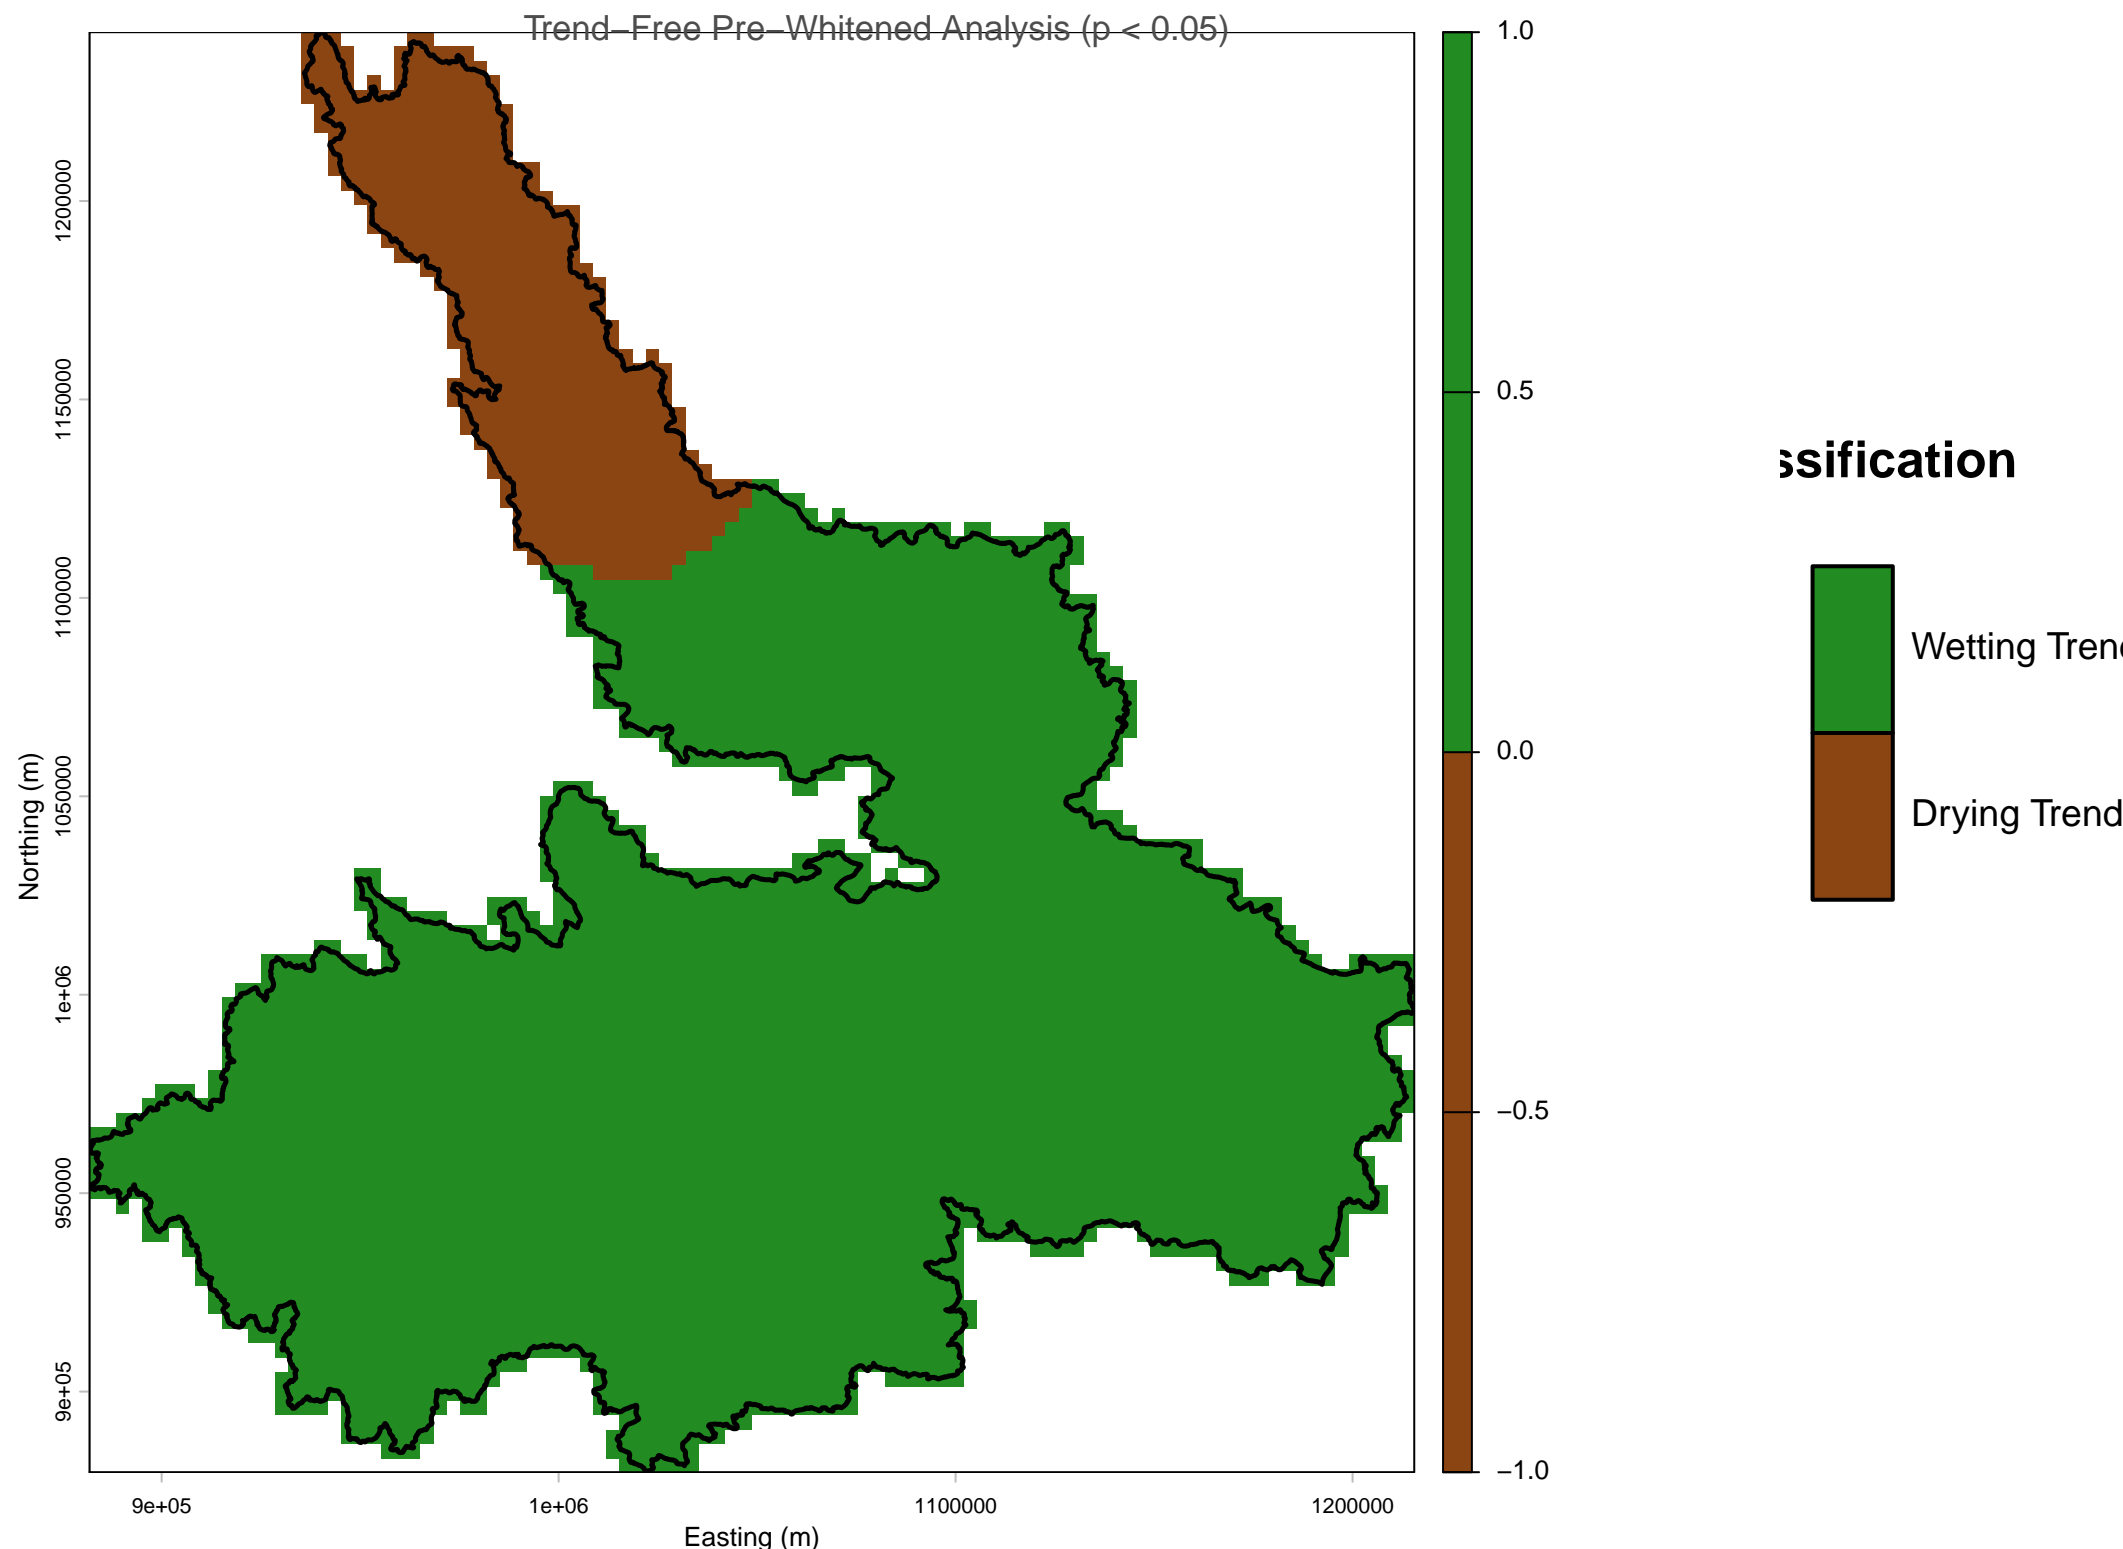 Trend−Free Pre−Whitened Analysis (p < 0.05)
1.0
0.5
0.0
−0.5
−1.0
ssification
Wetting Tren
Drying Trend
Northing (m)
1200000
1150000
1100000
1050000
1e+06
950000
9e+05
9e+05
1e+06
1100000
1200000
Easting (m)